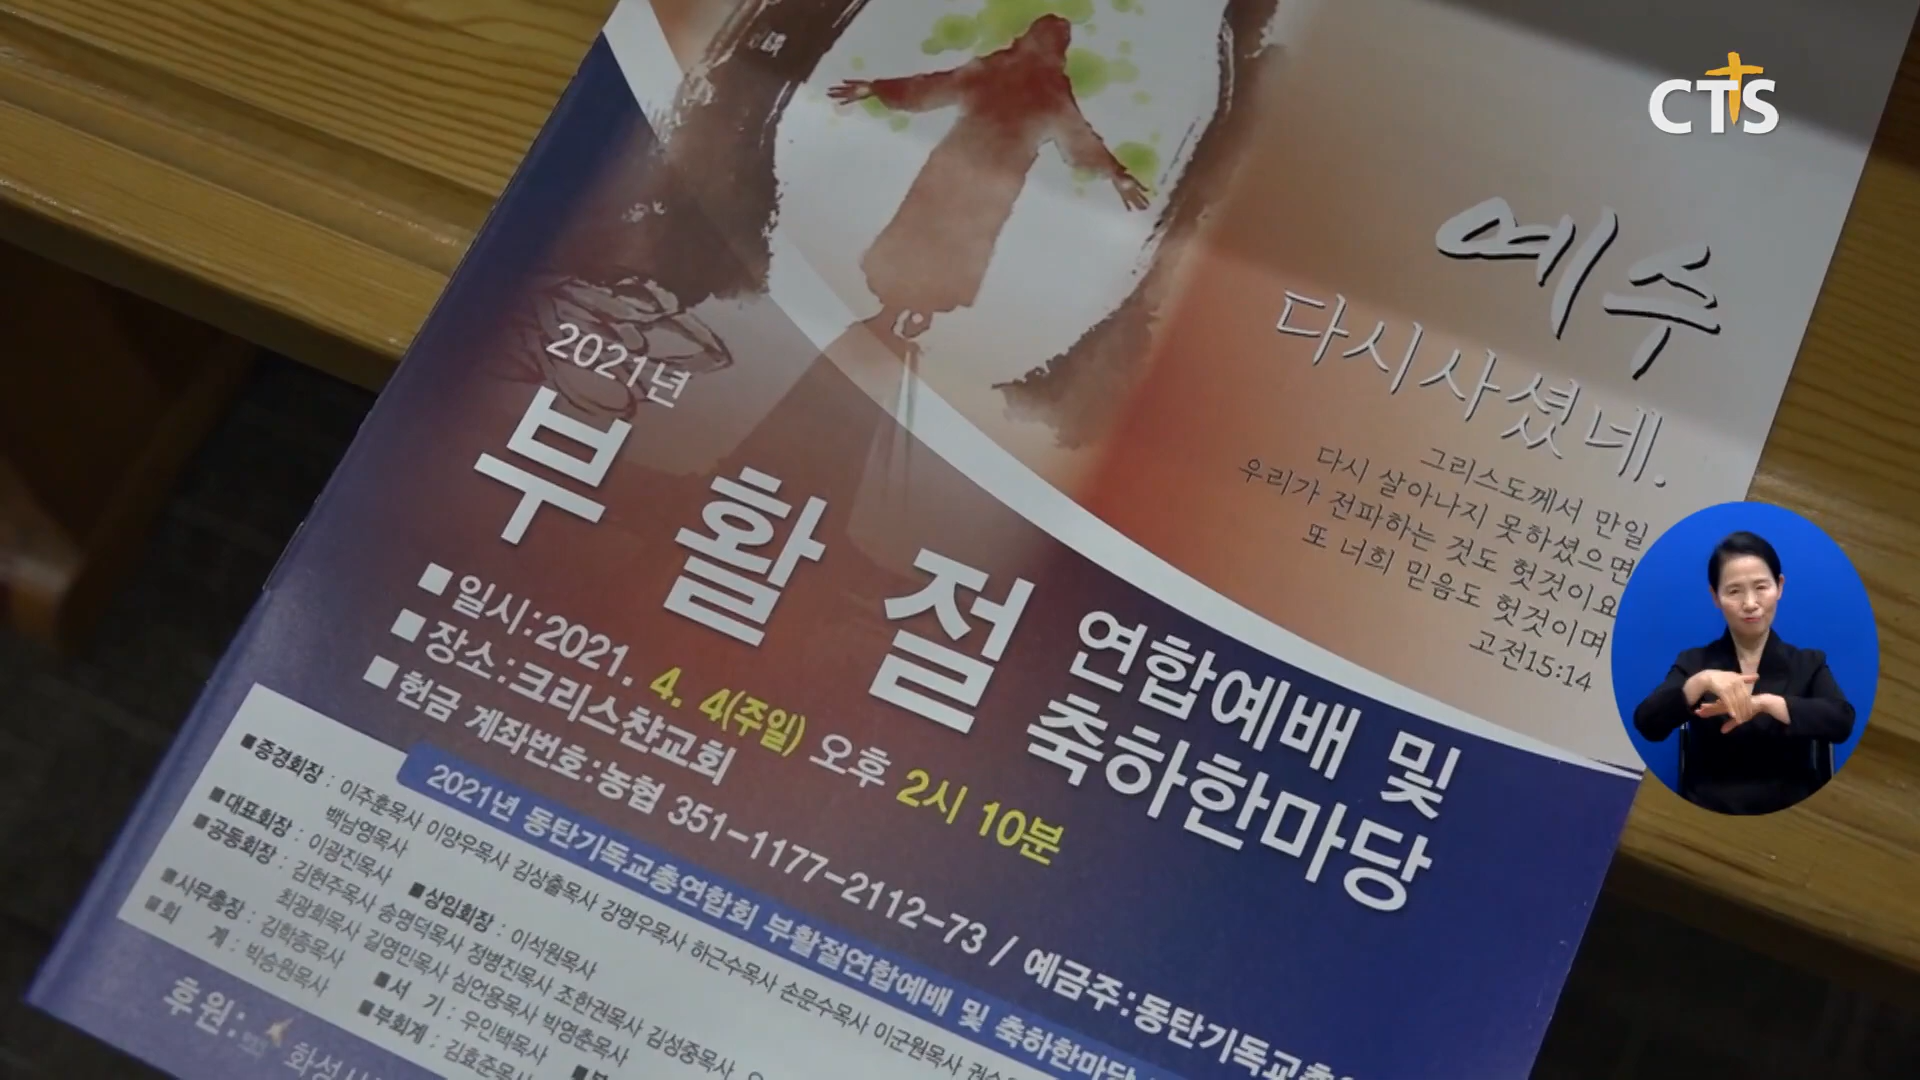 CTS
예수
다시사셨네.
그리스도께서 만일
다시 살아나지 못하셨으면
우리가 전파하는 것도 헛것이요
또 너희 믿음도 헛것이며
고전15:14
2021년
부활절
연합예배 및
축하한마당
■일시:2021. 4. 4(주일) 오후 2시 10분
■장소:크리스챤교회
■헌금 계좌번호:농협 351-1177-2112-73 / 예금주:동탄기독교총
2021년 동탄기독교총연합회 부활절연합예배 및 축하한마당
■증경회장 : 이주훈목사 이양우목사 김상출목사 강명우목사 하근수목사 손문수목사 이군원목사
백남영목사
■대표회장 : 이광진목사 ■상임회장 : 이석원목사
■공동회장 : 김현주목사 송명덕목사 정병진목사 조한권목사 김성중목사
최광희목사 길영민목사 심언용목사 박영춘목사
■사무총장 : 김학종목사 ■서 기 : 우인택목사
■회 계 : 박승원목사 ■부회계 : 김효준목사
후원: 화성